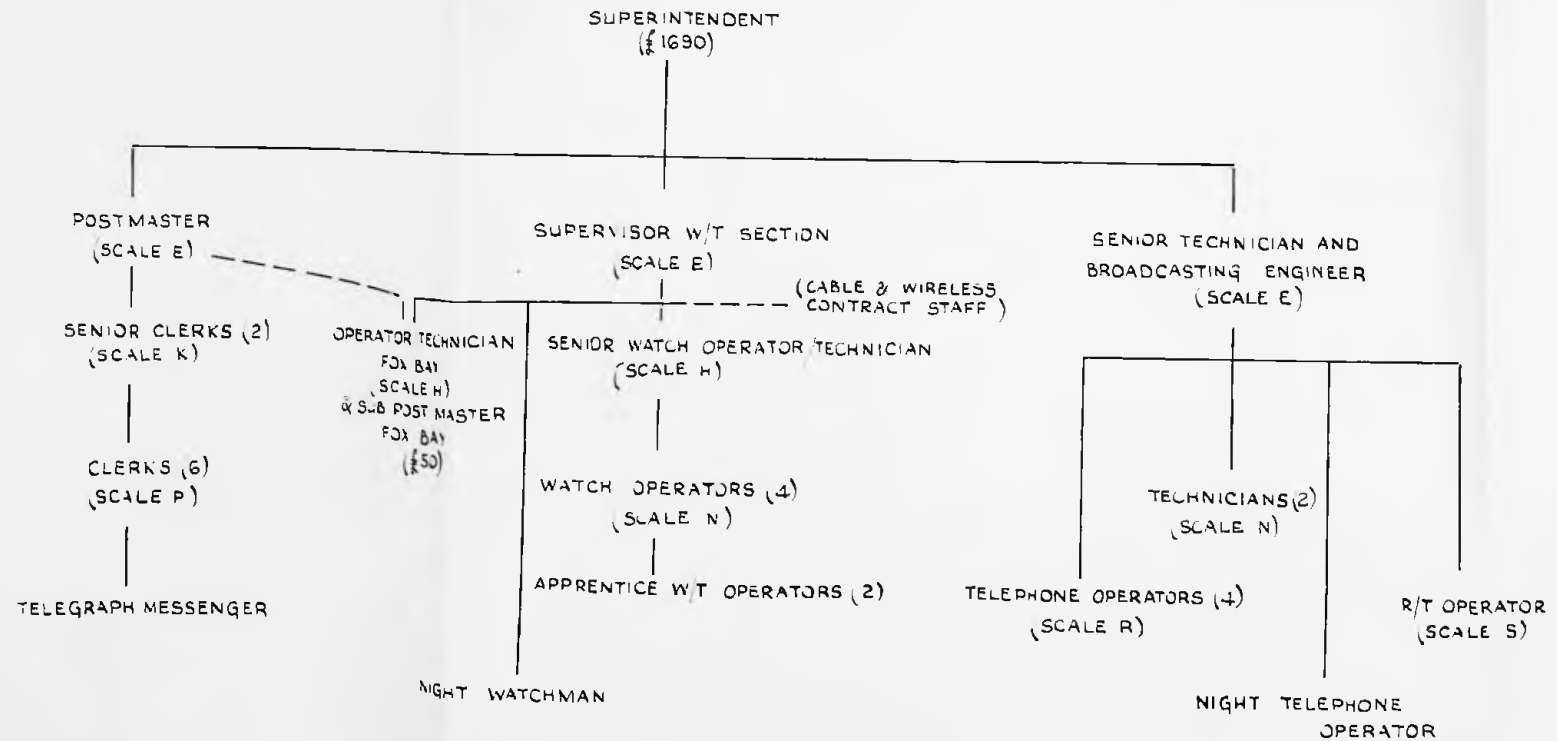 SUPERINTENDENT
(£1690)
POSTMASTER
(SCALE E)
SENIOR CLERKS (2)
(SCALE K)
CLERKS (6)
(SCALE P)
TELEGRAPH MESSENGER
OPERATOR TECHNICIAN
FOX BAY
(SCALE H)
& SUB POST MASTER
FOX BAY
(£50)
NIGHT WATCHMAN
SUPERVISOR W/T SECTION
(SCALE E)
(CABLE & WIRELESS
CONTRACT STAFF)
SENIOR WATCH OPERATOR/TECHNICIAN
(SCALE H)
WATCH OPERATORS (4)
(SCALE N)
APPRENTICE W/T OPERATORS (2)
SENIOR TECHNICIAN AND
BROADCASTING ENGINEER
(SCALE E)
TELEPHONE OPERATORS (4)
(SCALE R)
TECHNICIANS (2)
(SCALE N)
NIGHT TELEPHONE
OPERATOR
R/T OPERATOR
(SCALE S)